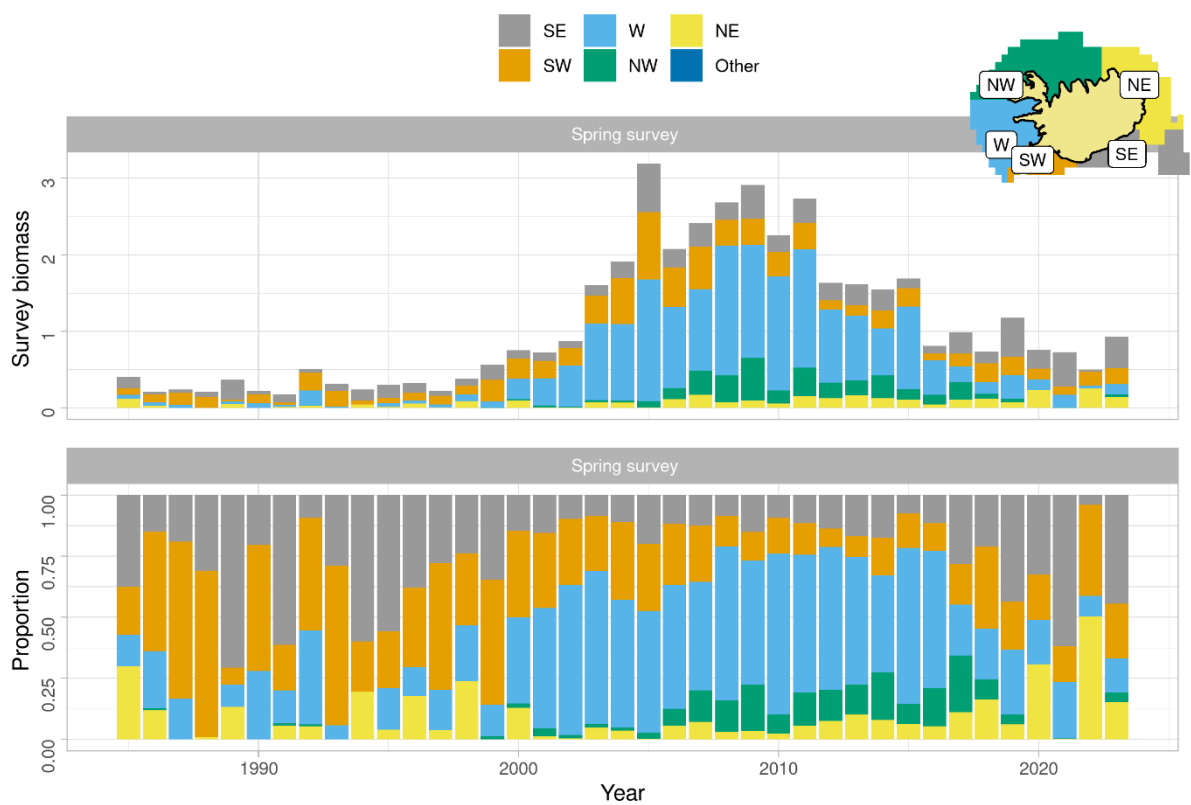 SE W NE
SW NW Other
NW NE
W SW SE
Spring survey
Survey biomass
3
2
1
0
Spring survey
Proportion
1.00
0.75
0.50
0.25
0.00
1990 2000 2010 2020
Year